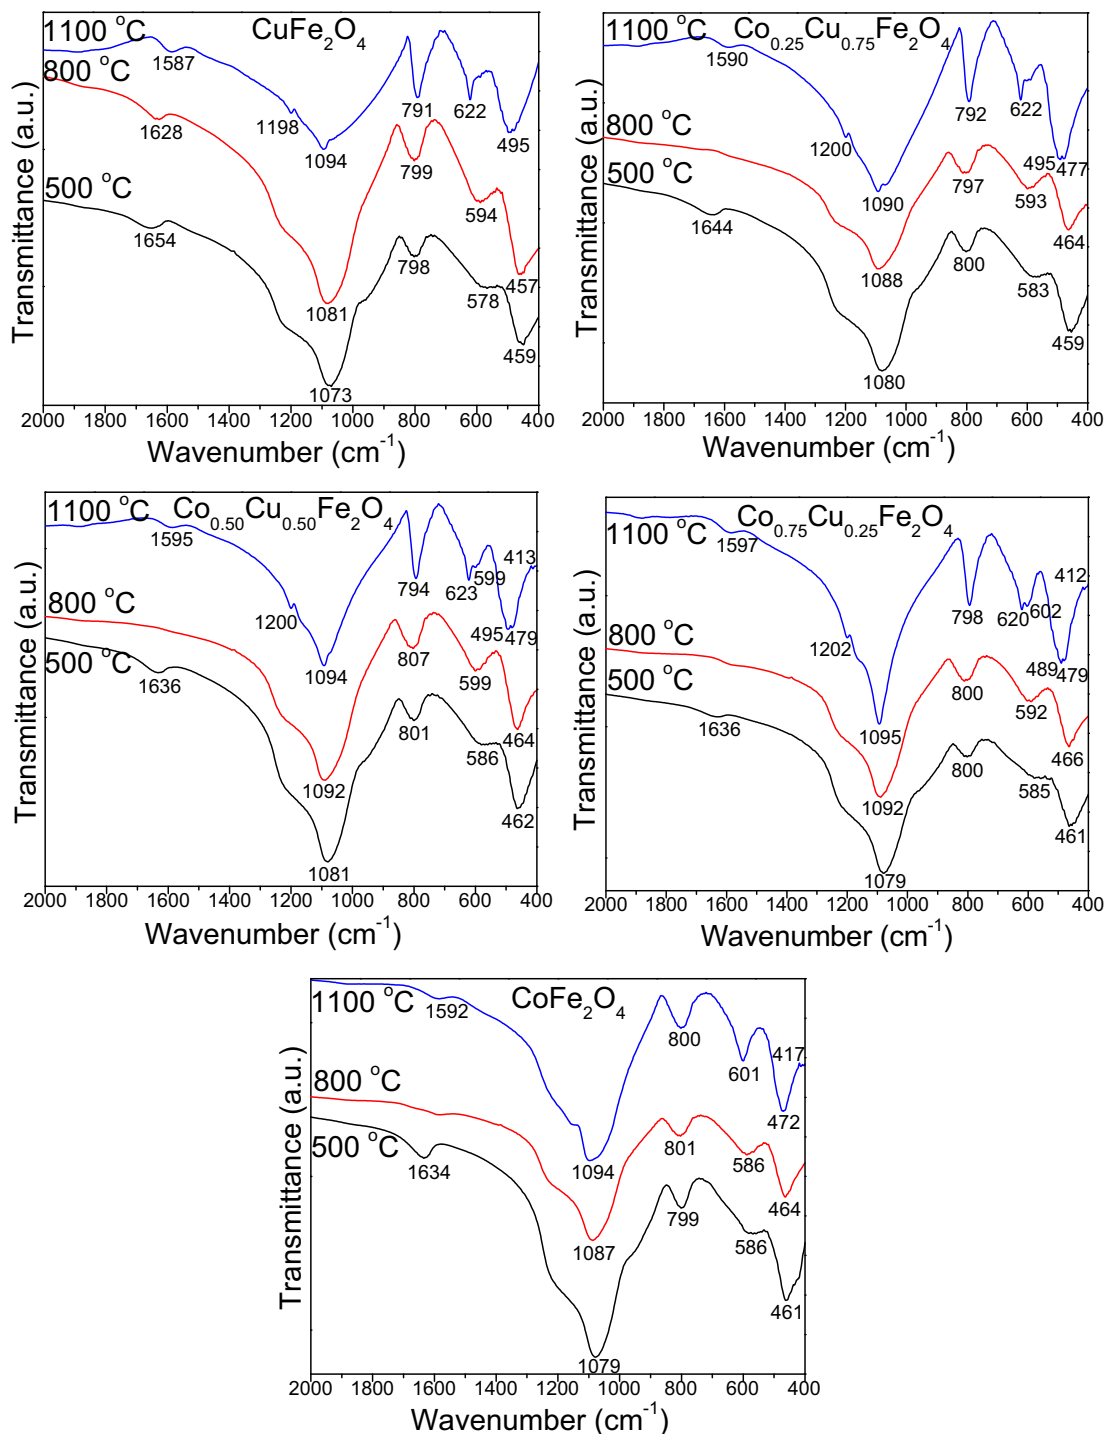 1100 °C CuFe₂O₄
800 °C
500 °C
1587
1198
1094
791
622
495
1628
1081
799
594
457
1654
1073
798
578
459
Transmittance (a.u.)
2000 1800 1600 1400 1200 1000 800 600 400
Wavenumber (cm⁻¹)
1100 °C Co₀.₂₅Cu₀.₇₅Fe₂O₄
800 °C
500 °C
1590
1200
1090
792
622
495
477
1088
797
593
464
1644
1080
800
583
459
Transmittance (a.u.)
2000 1800 1600 1400 1200 1000 800 600 400
Wavenumber (cm⁻¹)
1100 °C Co₀.₅₀Cu₀.₅₀Fe₂O₄
800 °C
500 °C
1595
1200
1094
794
623
599
495
479
413
1092
807
599
464
1636
1081
801
586
462
Transmittance (a.u.)
2000 1800 1600 1400 1200 1000 800 600 400
Wavenumber (cm⁻¹)
1100 °C Co₀.₇₅Cu₀.₂₅Fe₂O₄
800 °C
500 °C
1597
1202
1095
798
620
602
489
479
412
1092
800
592
466
1636
1079
800
585
461
Transmittance (a.u.)
2000 1800 1600 1400 1200 1000 800 600 400
Wavenumber (cm⁻¹)
1100 °C CoFe₂O₄
800 °C
500 °C
1592
1094
800
601
472
417
1087
801
586
464
1634
1079
799
586
461
Transmittance (a.u.)
2000 1800 1600 1400 1200 1000 800 600 400
Wavenumber (cm⁻¹)